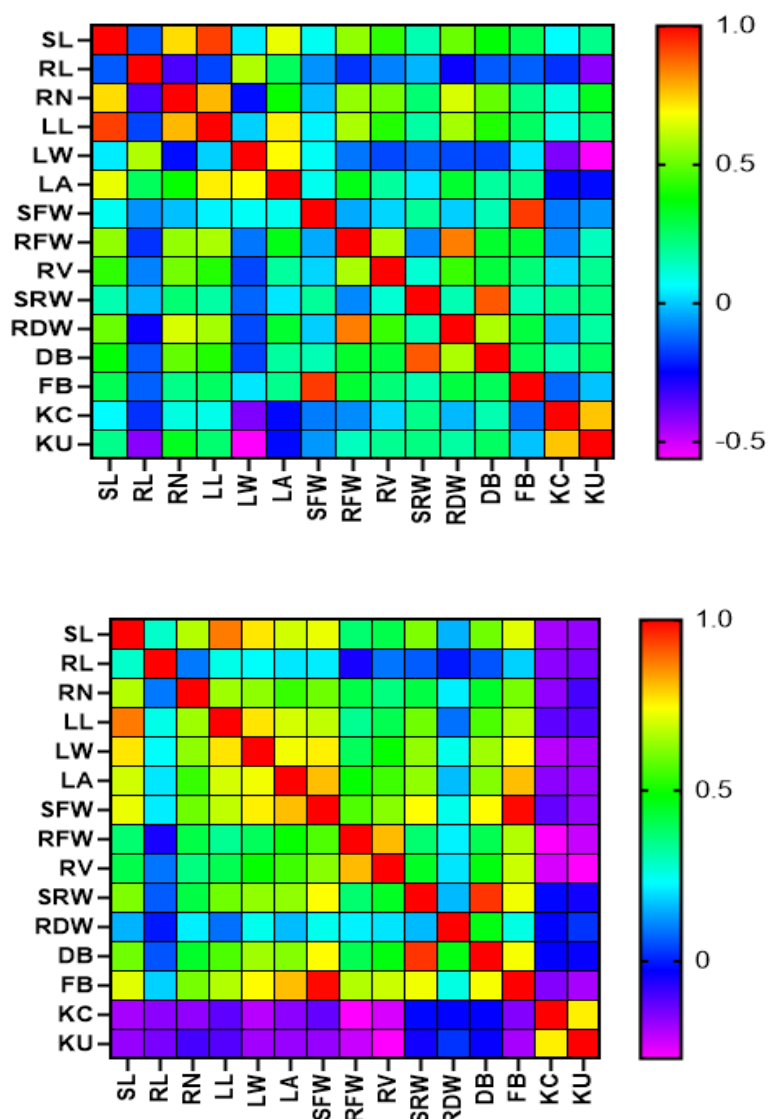 SL
RL
RN
LL
LW
LA
SFW
RFW
RV
SRW
RDW
DB
FB
KC
KU
SL RL RN LL LW LA SFW RFW RV SRW RDW DB FB KC KU
1.0
0.5
0
-0.5
SL
RL
RN
LL
LW
LA
SFW
RFW
RV
SRW
RDW
DB
FB
KC
KU
SL RL RN LL LW LA SFW RFW RV SRW RDW DB FB KC KU
1.0
0.5
0